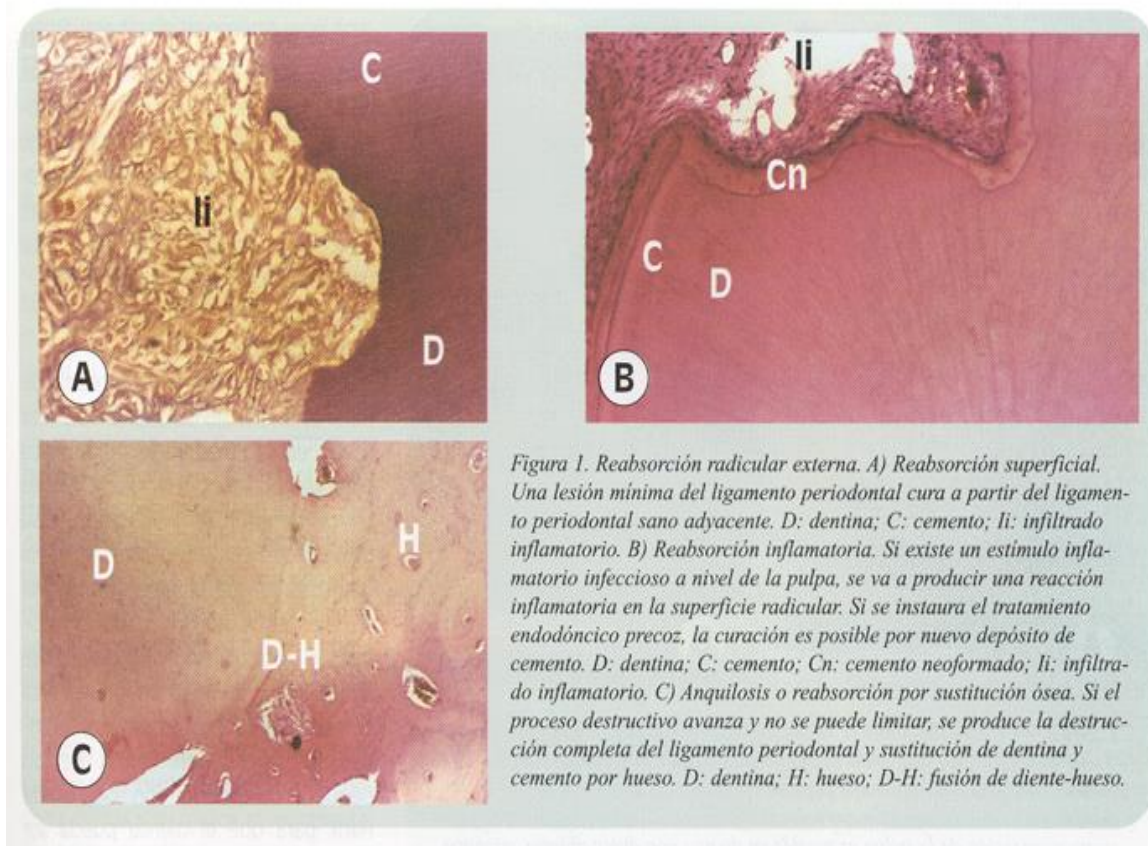 C
Ii
D
A
Ii
Cn
C
D
B
D
H
D-H
C
Figura 1. Reabsorción radicular externa. A) Reabsorción superficial.
Una lesión mínima del ligamento periodontal cura a partir del ligamen-
to periodontal sano adyacente. D: dentina; C: cemento; Ii: infiltrado
inflamatorio. B) Reabsorción inflamatoria. Si existe un estímulo infla-
matorio infeccioso a nivel de la pulpa, se va a producir una reacción
inflamatoria en la superficie radicular. Si se instaura el tratamiento
endodóncico precoz, la curación es posible por nuevo depósito de
cemento. D: dentina; C: cemento; Cn: cemento neoformado; Ii: infiltra-
do inflamatorio. C) Anquilosis o reabsorción por sustitución ósea. Si el
proceso destructivo avanza y no se puede limitar, se produce la destruc-
ción completa del ligamento periodontal y sustitución de dentina y
cemento por hueso. D: dentina; H: hueso; D-H: fusión de diente-hueso.